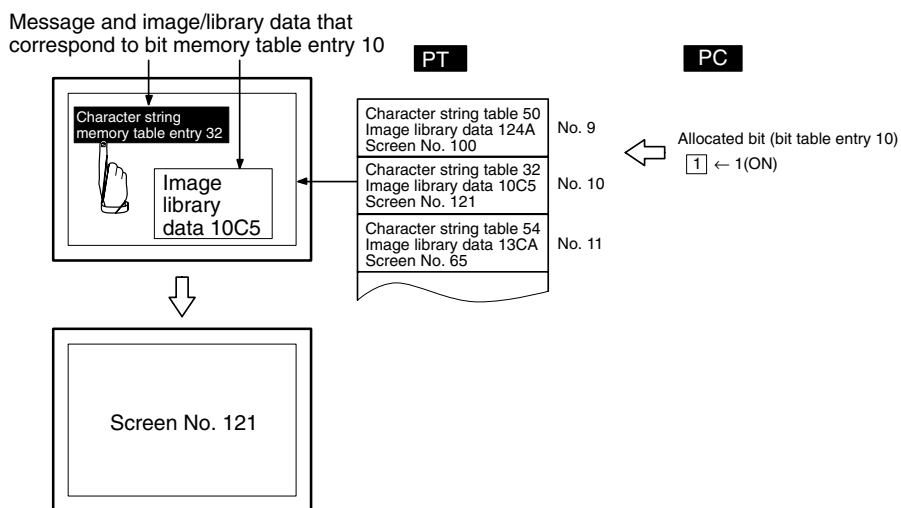 Message and image/library data that
correspond to bit memory table entry 10
PT
PC
Character string
memory table entry 32
Image
library
data 10C5
Character string table 50
Image library data 124A
Screen No. 100
No. 9
Character string table 32
Image library data 10C5
Screen No. 121
No. 10
Character string table 54
Image library data 13CA
Screen No. 65
No. 11
Allocated bit (bit table entry 10)
1 ← 1(ON)
Screen No. 121